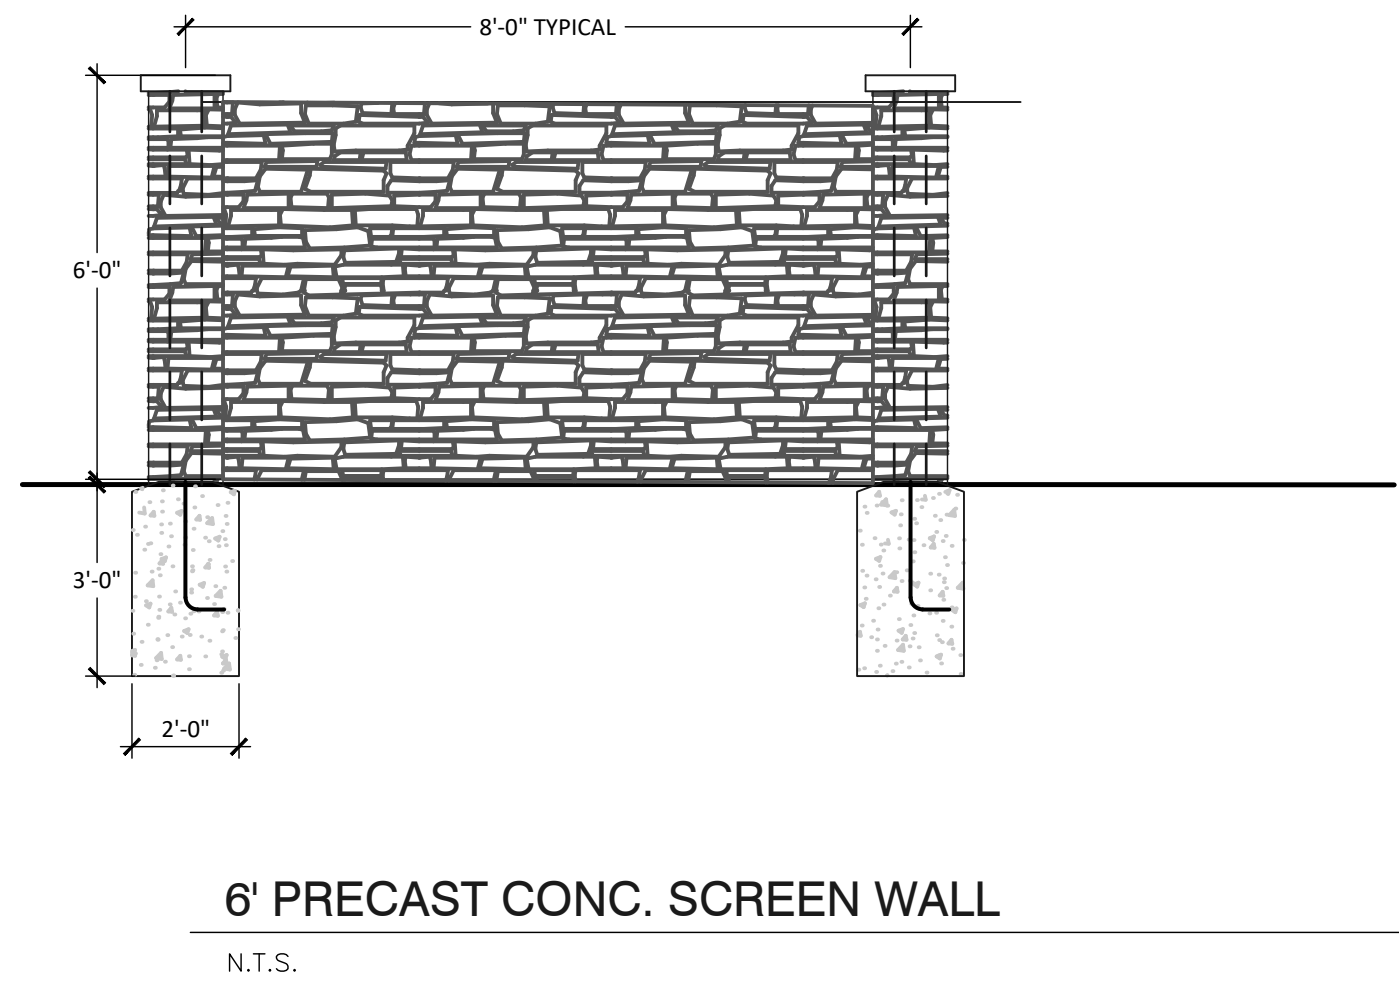 8'-0" TYPICAL
6'-0"
3'-0"
2'-0"
6' PRECAST CONC. SCREEN WALL
N.T.S.